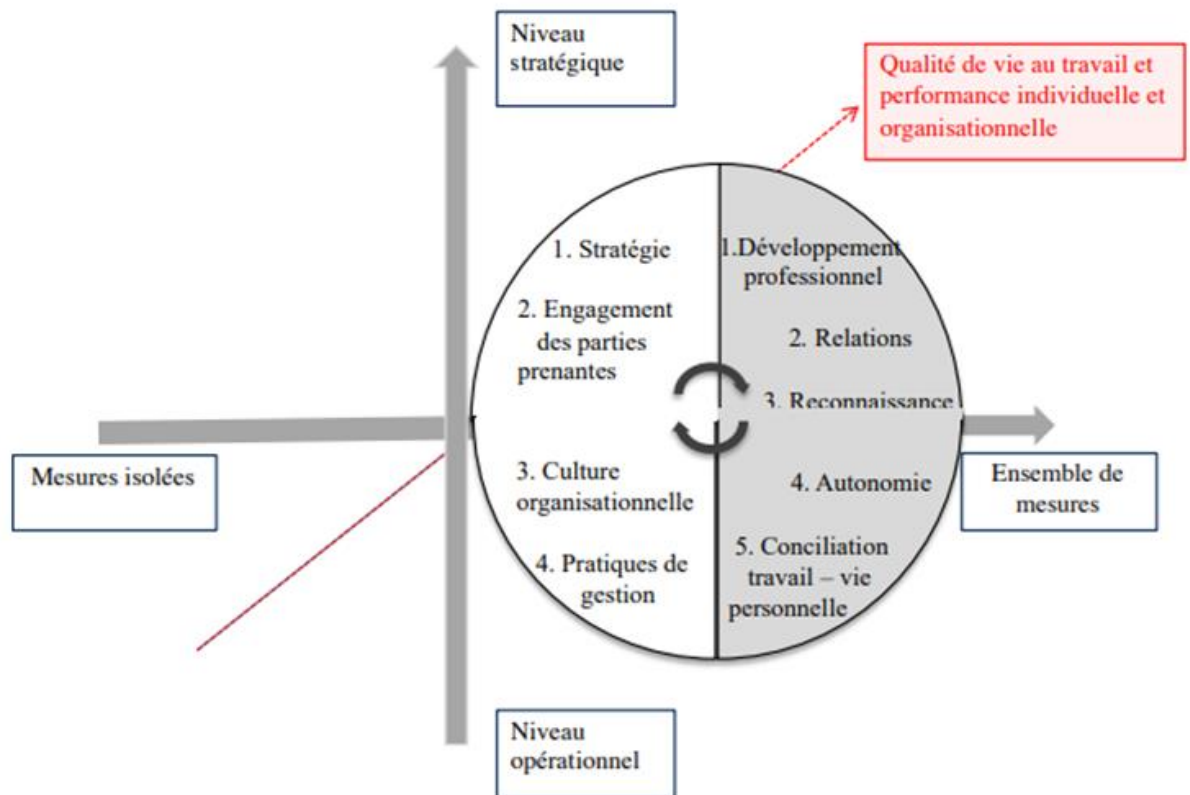 Niveau
stratégique
Qualité de vie au travail et
performance individuelle et
organisationnelle
1. Stratégie
2. Engagement
des parties
prenantes
3. Culture
organisationnelle
4. Pratiques de
gestion
1.Développement
professionnel
2. Relations
3. Reconnaissance
4. Autonomie
5. Conciliation
travail – vie
personnelle
Mesures isolées
Ensemble de
mesures
Niveau
opérationnel